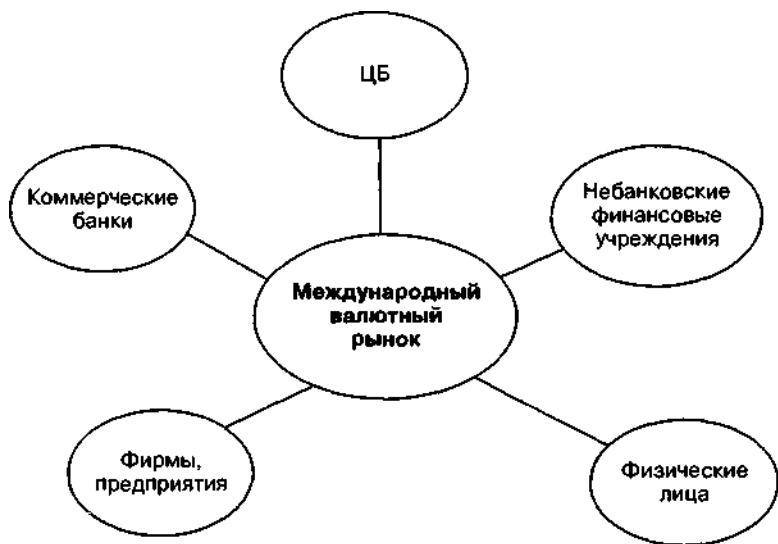 ЦБ
Коммерческие
банки
Небанковские
финансовые
учреждения
Международный
валютный
рынок
Фирмы,
предприятия
Физические
лица